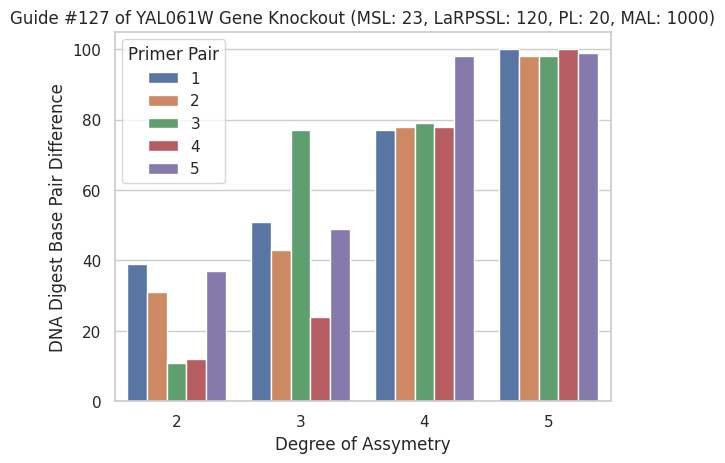 Guide #127 of YAL061W Gene Knockout (MSL: 23, LaRPSSL: 120, PL: 20, MAL: 1000)
Primer Pair
1
2
3
4
5
DNA Digest Base Pair Difference
100
80
60
40
20
0
2 3 4 5
Degree of Assymetry